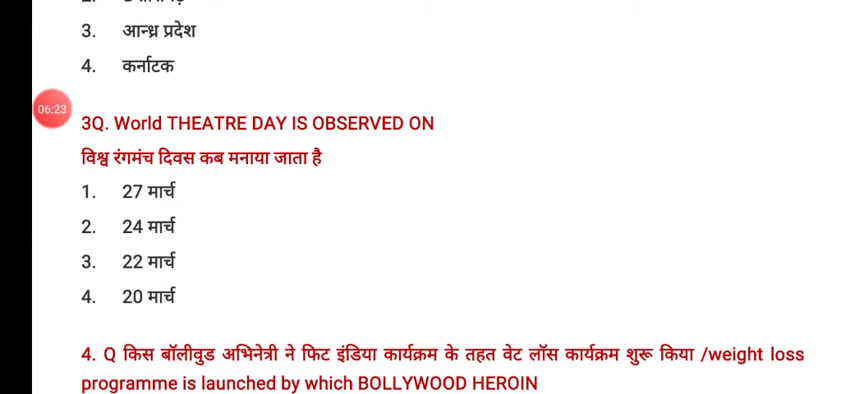 3. आन्ध्र प्रदेश
4. कर्नाटक
06:23
3Q. World THEATRE DAY IS OBSERVED ON
विश्व रंगमंच दिवस कब मनाया जाता है
1. 27 मार्च
2. 24 मार्च
3. 22 मार्च
4. 20 मार्च
4. Q किस बॉलीवुड अभिनेत्री ने फिट इंडिया कार्यक्रम के तहत वेट लॉस कार्यक्रम शुरू किया /weight loss
programme is launched by which BOLLYWOOD HEROIN